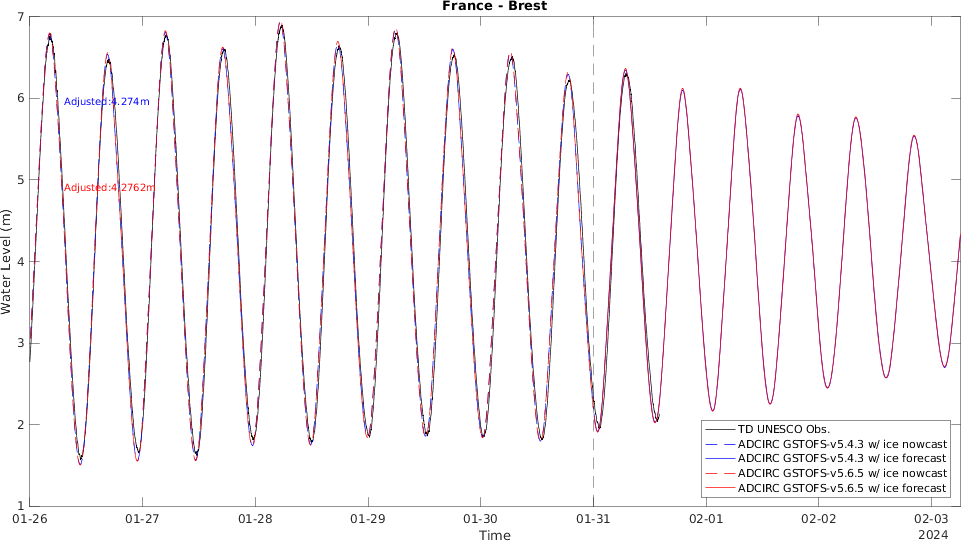 France - Brest
7
6
5
4
3
2
1
Water Level (m)
Adjusted:4.274m
Adjusted:4.2762m
TD UNESCO Obs.
ADCIRC GSTOFS-v5.4.3 w/ ice nowcast
ADCIRC GSTOFS-v5.4.3 w/ ice forecast
ADCIRC GSTOFS-v5.6.5 w/ ice nowcast
ADCIRC GSTOFS-v5.6.5 w/ ice forecast
01-26 01-27 01-28 01-29 01-30 01-31 02-01 02-02 02-03
Time
2024